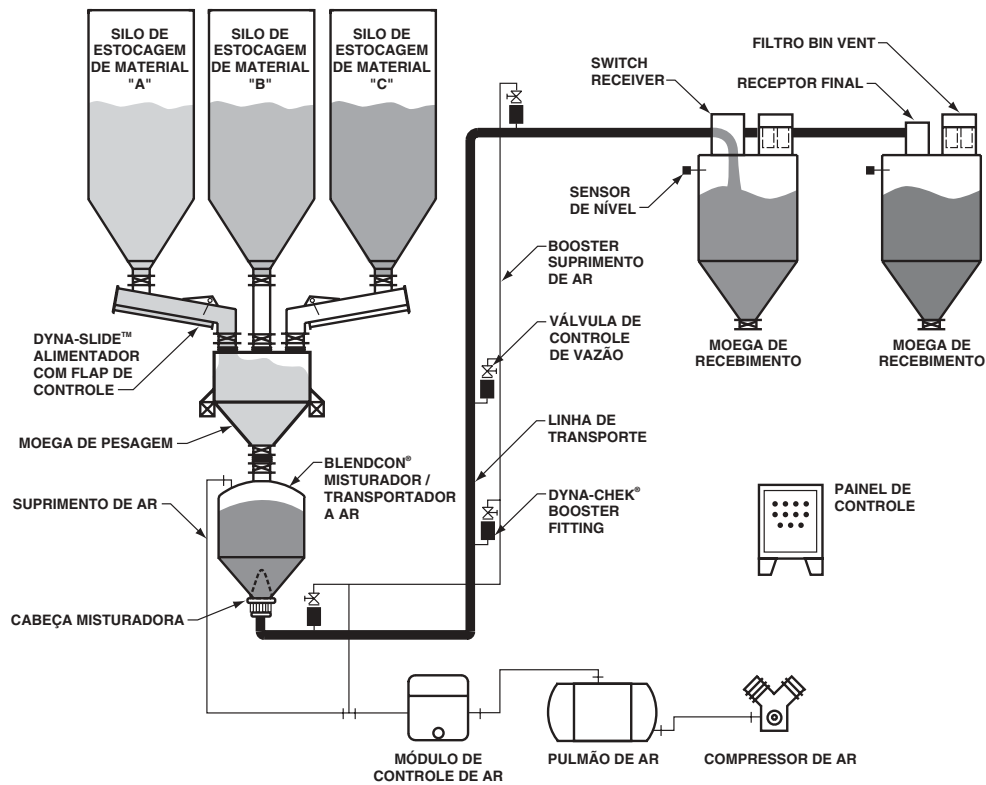 SILO DE
ESTOCAGEM
DE MATERIAL
"A"
SILO DE
ESTOCAGEM
DE MATERIAL
"B"
SILO DE
ESTOCAGEM
DE MATERIAL
"C"
SWITCH
RECEIVER
FILTRO BIN VENT
RECEPTOR FINAL
SENSOR
DE NÍVEL
BOOSTER
SUPRIMENTO
DE AR
VÁLVULA DE
CONTROLE
DE VAZÃO
MOEGA DE
RECEBIMENTO
MOEGA DE
RECEBIMENTO
DYNA-SLIDE™
ALIMENTADOR
COM FLAP DE
CONTROLE
MOEGA DE PESAGEM
LINHA DE
TRANSPORTE
BLENDCON®
MISTURADOR /
TRANSPORTADOR
A AR
SUPRIMENTO DE AR
DYNA-CHEK®
BOOSTER
FITTING
PAINEL DE
CONTROLE
CABEÇA MISTURADORA
MÓDULO DE
CONTROLE DE AR
PULMÃO DE AR
COMPRESSOR DE AR